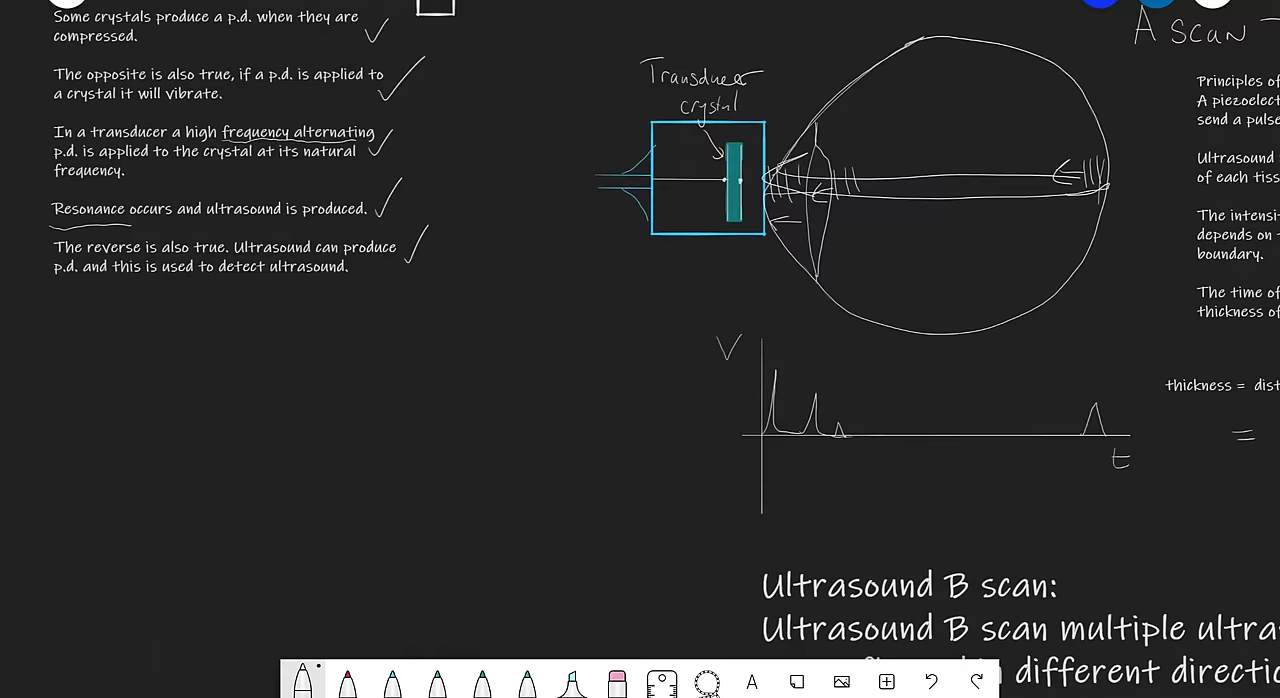 Some crystals produce a p.d. when they are
compressed.
The opposite is also true, if a p.d. is applied to
a crystal it will vibrate.
In a transducer a high frequency alternating
p.d. is applied to the crystal at its natural
frequency.
Resonance occurs and ultrasound is produced.
The reverse is also true. Ultrasound can produce
p.d. and this is used to detect ultrasound.
Transducer
crystal
V
t
A SCAN
Principles of
A piezoelect
send a pulse
Ultrasound
of each tiss
The intensi
depends on
boundary.
The time of
thickness of
thickness = dist
=
Ultrasound B scan:
Ultrasound B scan multiple ultra
in different directio
A